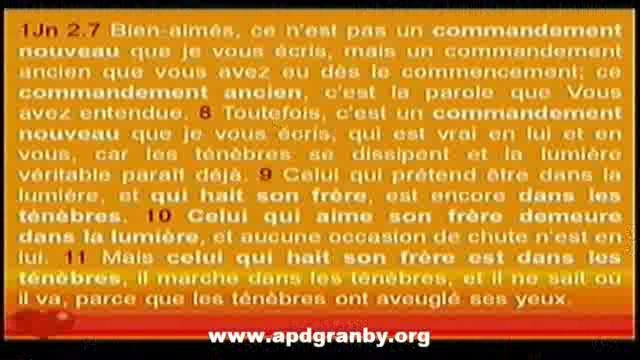 1Jn 2.7 Bien-aimés, ce n'est pas un commandement
nouveau que je vous écris, mais un commandement
ancien que vous avez eu dès le commencement; ce
commandement ancien, c'est la parole que Vous
avez entendue. 8 Toutefois, c'est un commandement
nouveau que je vous écris, qui est vrai en lui et en
vous, car les ténèbres se dissipent et la lumière
véritable paraît déjà. 9 Celui qui prétend être dans la
lumière, et qui hait son frère, est encore dans les
ténèbres. 10 Celui qui aime son frère demeure
dans la lumière, et aucune occasion de chute n'est en
lui. 11 Mais celui qui hait son frère est dans les
ténèbres, il marche dans les ténèbres, et il ne sait où
il va, parce que les ténèbres ont aveuglé ses yeux.
www.apdgranby.org